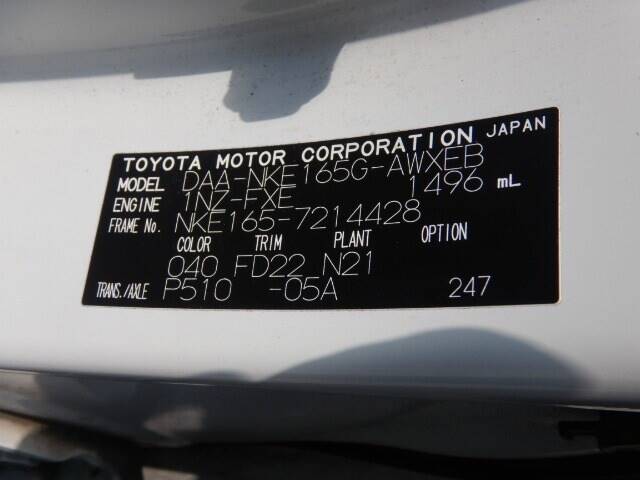 TOYOTA MOTOR CORPORATION JAPAN
MODEL DAA-NKE165G-AWXEB
ENGINE 1NZ-FXE 1496 mL
FRAME No. NKE165-7214428
COLOR TRIM PLANT OPTION
040 FD22 N21
TRANS./AXLE P510 -05A 247